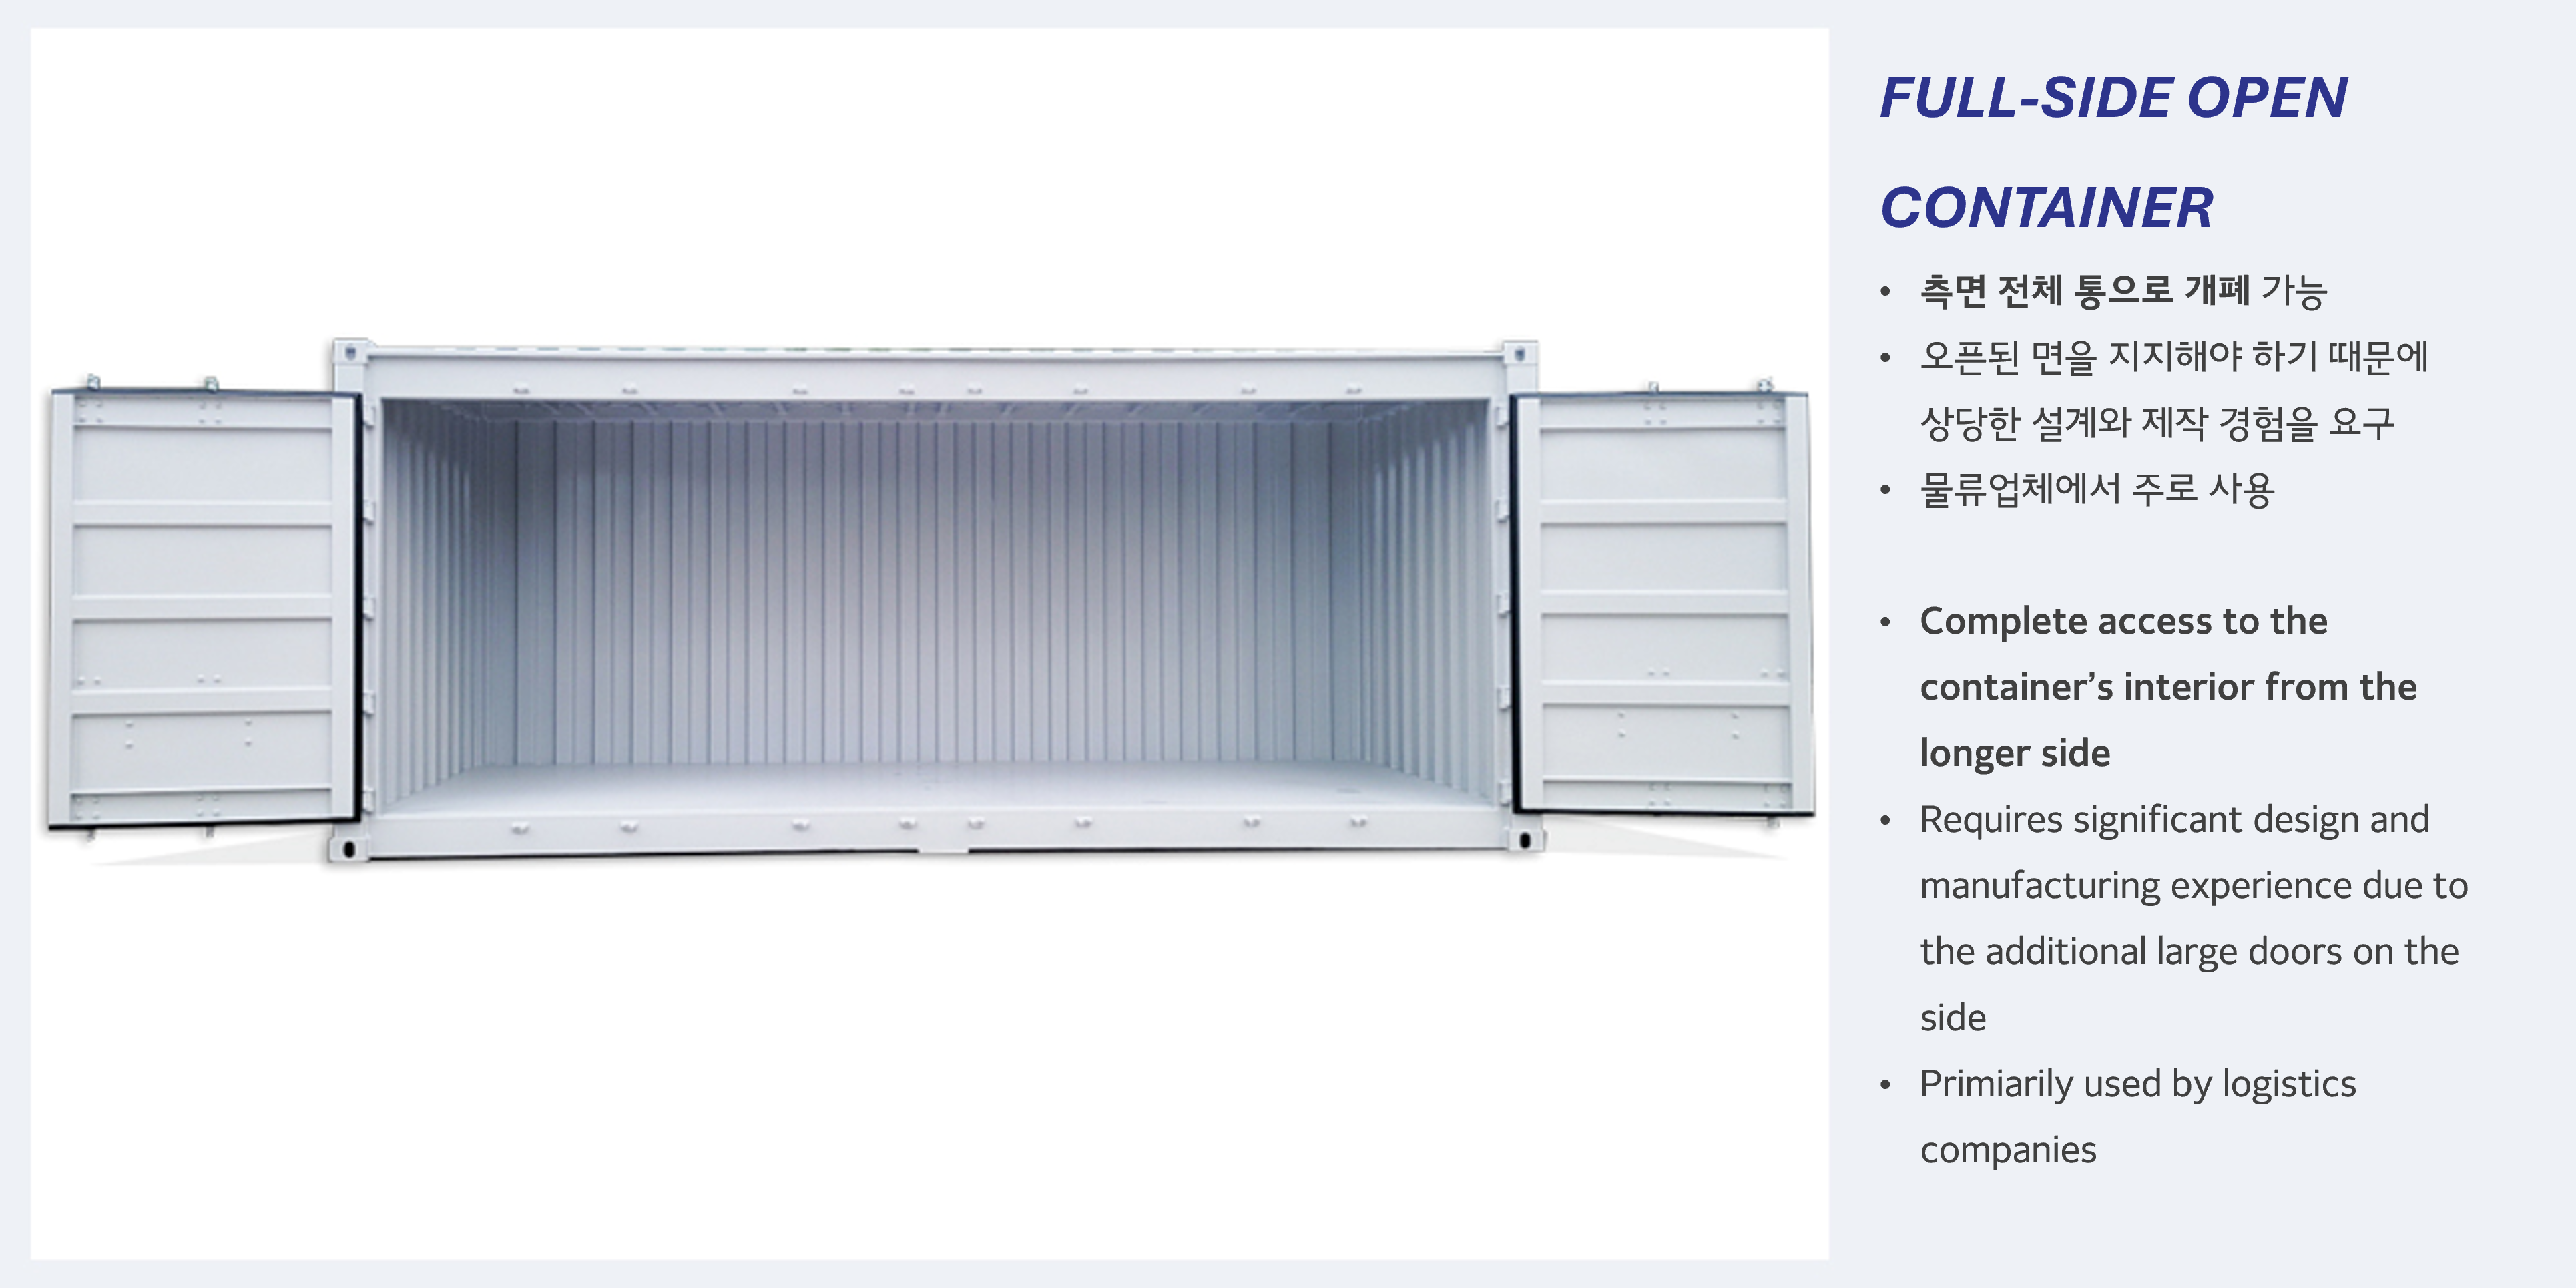 FULL-SIDE OPEN
CONTAINER
• 측면 전체 통으로 개폐 가능
• 오픈된 면을 지지해야 하기 때문에
상당한 설계와 제작 경험을 요구
• 물류업체에서 주로 사용
• Complete access to the
container’s interior from the
longer side
• Requires significant design and
manufacturing experience due to
the additional large doors on the
side
• Primiarily used by logistics
companies